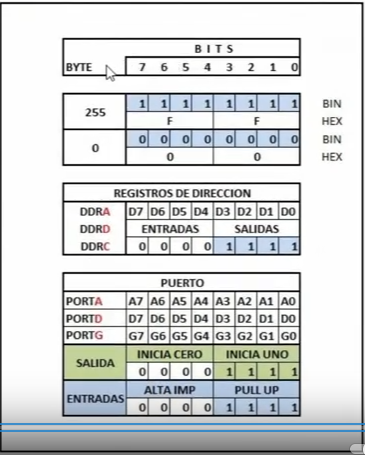 B I T S
BYTE 7 6 5 4 3 2 1 0
255 1 1 1 1 1 1 1 1 BIN
F F HEX
0 0 0 0 0 0 0 0 0 BIN
0 0 HEX
REGISTROS DE DIRECCION
DDRA D7 D6 D5 D4 D3 D2 D1 D0
DDRD ENTRADAS SALIDAS
DDRC 0 0 0 0 1 1 1 1
PUERTO
PORTA A7 A6 A5 A4 A3 A2 A1 A0
PORTD D7 D6 D5 D4 D3 D2 D1 D0
PORTG G7 G6 G5 G4 G3 G2 G1 G0
SALIDA INICIA CERO INICIA UNO
0 0 0 0 1 1 1 1
ENTRADAS ALTA IMP PULL UP
0 0 0 0 1 1 1 1